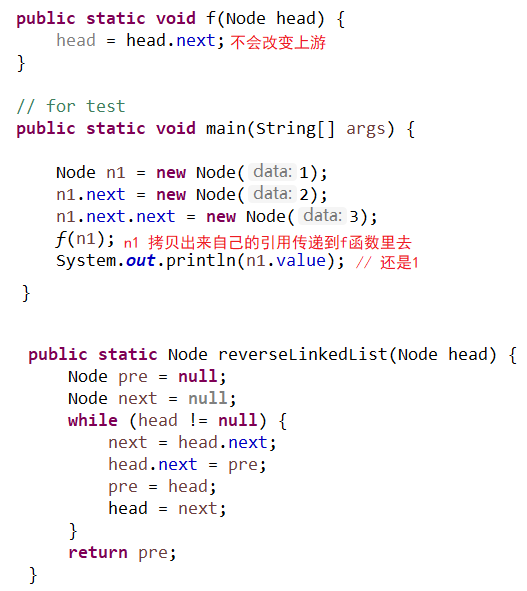 public static void f(Node head) {
head = head.next; 不会改变上游
}
// for test
public static void main(String[] args) {
Node n1 = new Node( data: 1);
n1.next = new Node( data: 2);
n1.next.next = new Node( data: 3);
f(n1); n1 拷贝出来自己的引用传递到f函数里去
System.out.println(n1.value); // 还是1
}
public static Node reverseLinkedList(Node head) {
Node pre = null;
Node next = null;
while (head != null) {
next = head.next;
head.next = pre;
pre = head;
head = next;
}
return pre;
}